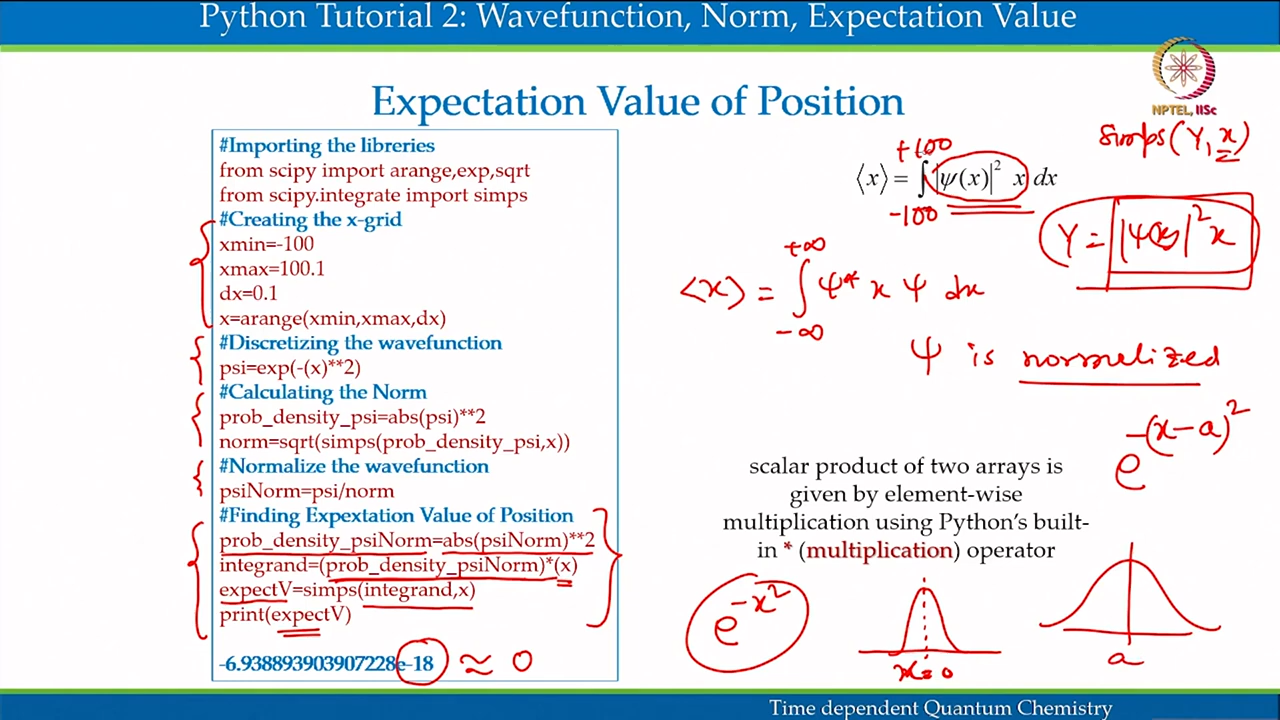 Python Tutorial 2: Wavefunction, Norm, Expectation Value
NPTEL, IISc
Expectation Value of Position
#Importing the libreries
from scipy import arange,exp,sqrt
from scipy.integrate import simps
#Creating the x-grid
xmin=-100
xmax=100.1
dx=0.1
x=arange(xmin,xmax,dx)
#Discretizing the wavefunction
psi=exp(-(x)**2)
#Calculating the Norm
prob_density_psi=abs(psi)**2
norm=sqrt(simps(prob_density_psi,x))
#Normalize the wavefunction
psiNorm=psi/norm
#Finding Expextation Value of Position
prob_density_psiNorm=abs(psiNorm)**2
integrand=(prob_density_psiNorm)*(x)
expectV=simps(integrand,x)
print(expectV)
-6.938893903907228e-18 ≈ 0
simps(Y, x)
+100
⟨x⟩ = ∫ |ψ(x)|² x dx
-100
Y = |ψ(x)|² x
+∞
⟨x⟩ = ∫ ψ* x ψ dx
-∞
ψ is normalized
e^-(x-a)²
scalar product of two arrays is
given by element-wise
multiplication using Python's built-
in * (multiplication) operator
e^-x²
x=0
a
Time dependent Quantum Chemistry